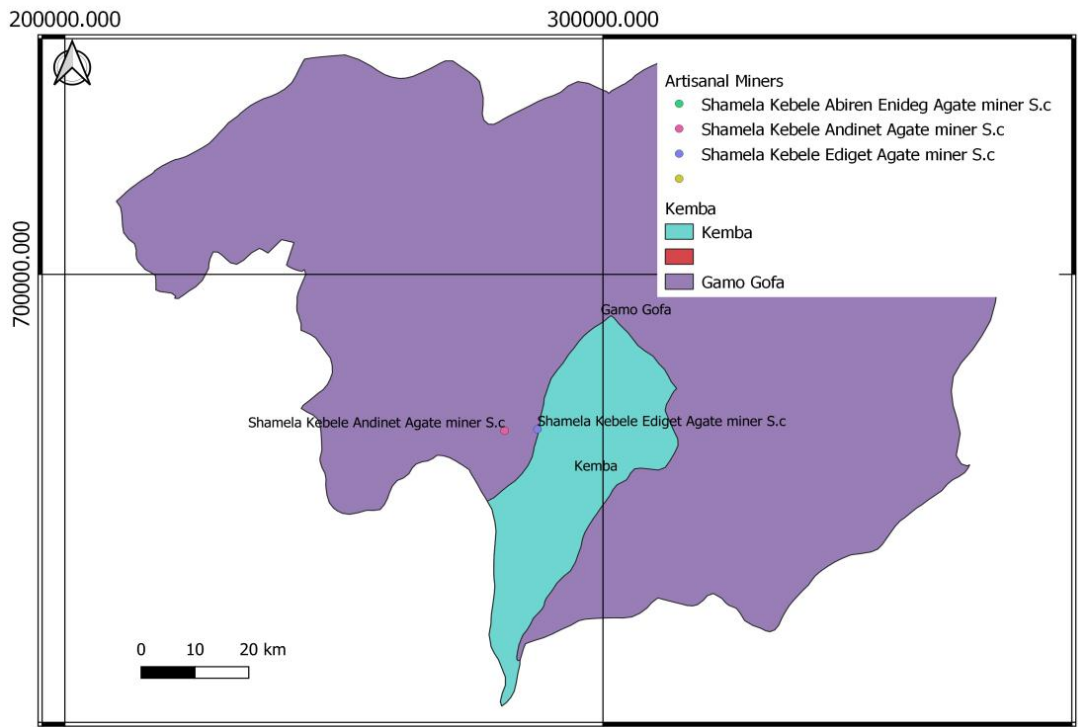 200000.000
300000.000
700000.000
Artisanal Miners
Shamela Kebele Abiren Enideg Agate miner S.c
Shamela Kebele Andinet Agate miner S.c
Shamela Kebele Ediget Agate miner S.c
Kemba
Kemba
Gamo Gofa
Gamo Gofa
Shamela Kebele Andinet Agate miner S.c
Shamela Kebele Ediget Agate miner S.c
Kemba
0 10 20 km